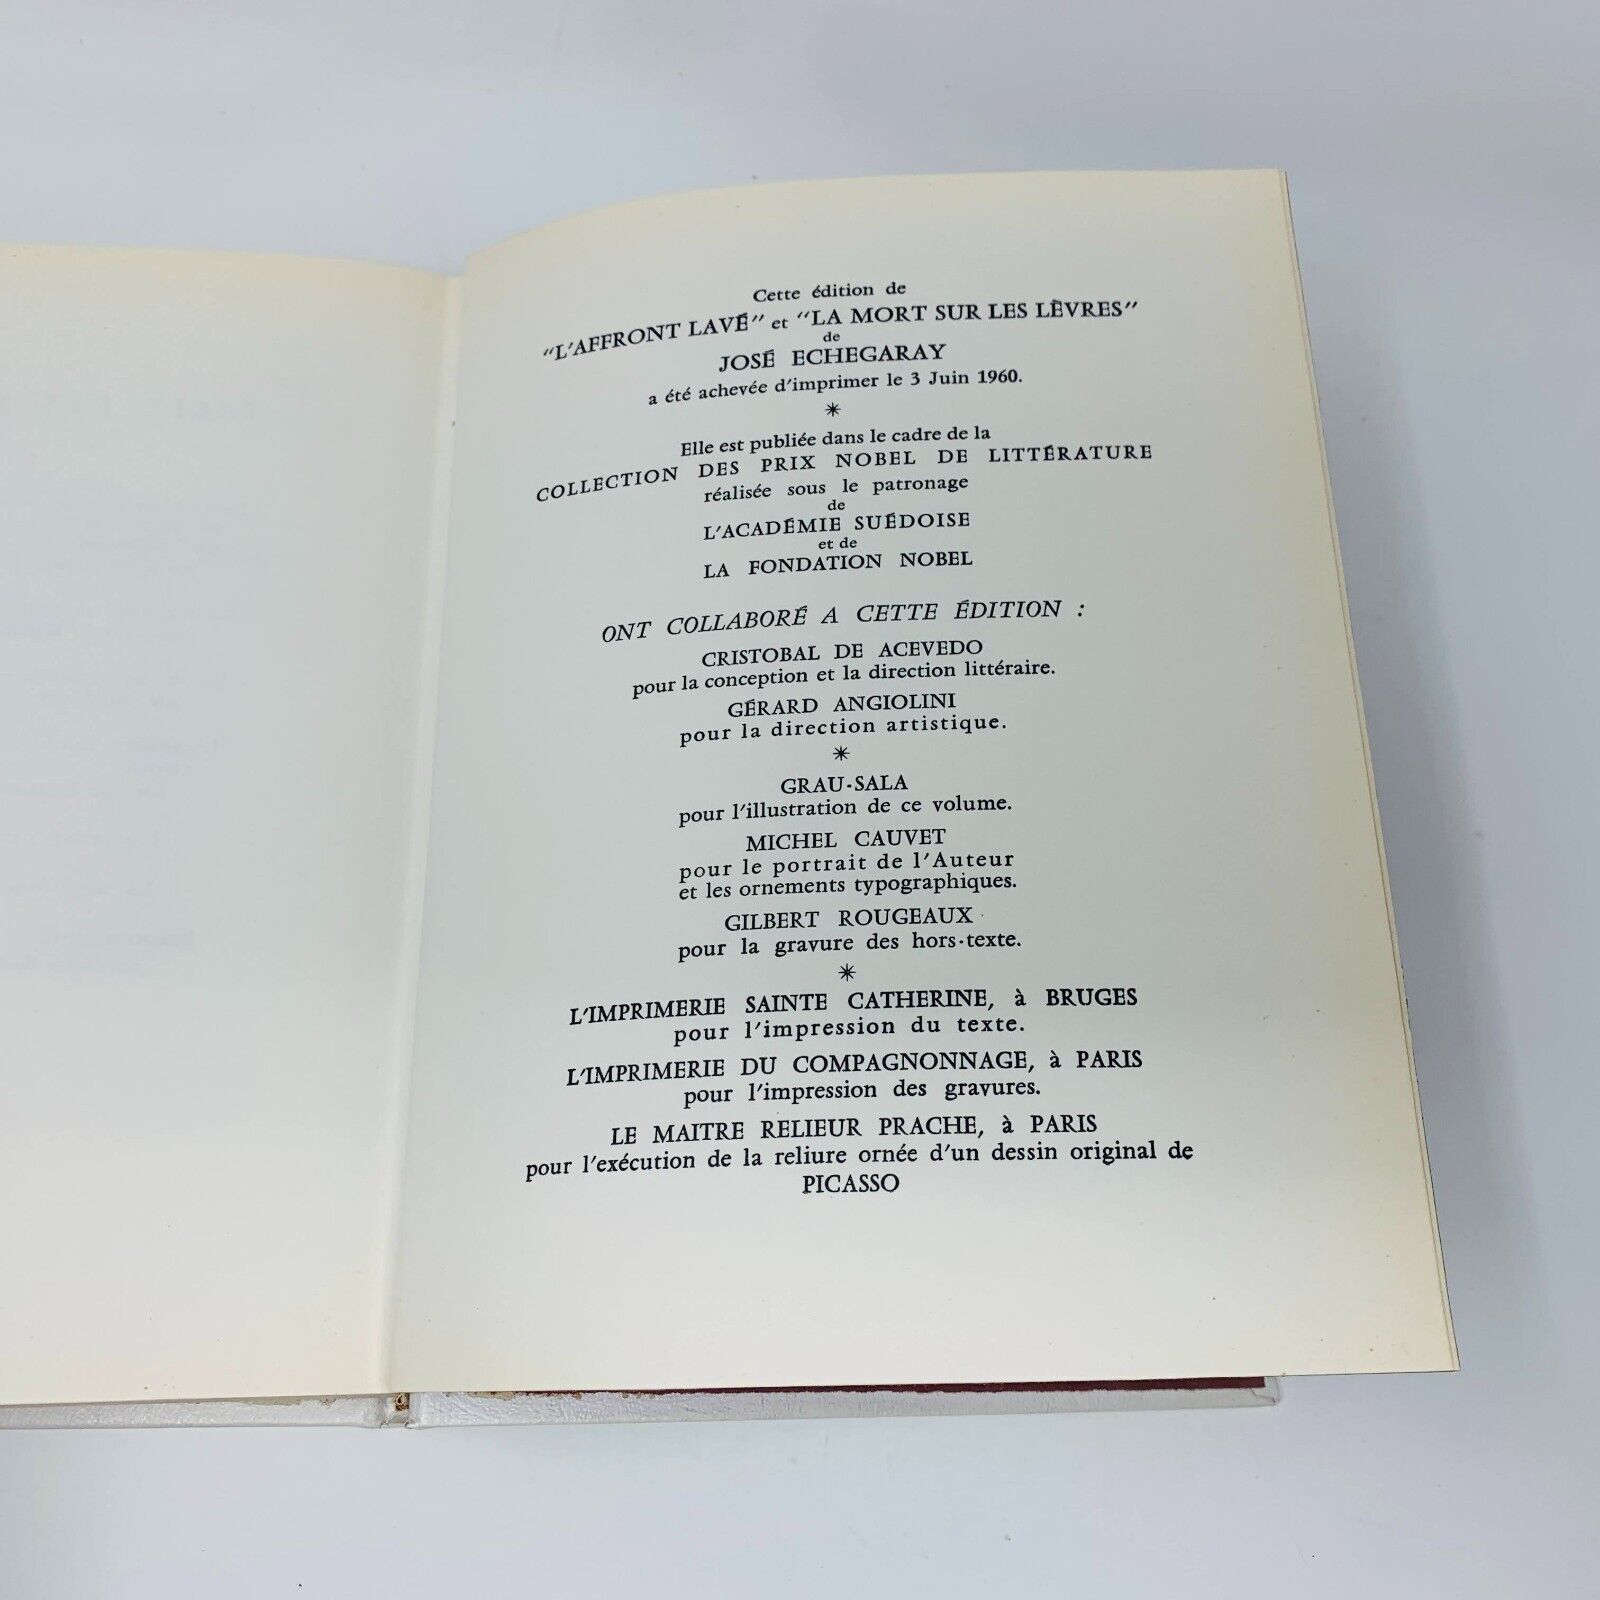 Cette édition de
"L'AFFRONT LAVÉ" et "LA MORT SUR LES LÈVRES"
de
JOSÉ ECHEGARAY
a été achevée d'imprimer le 3 Juin 1960.
*
Elle est publiée dans le cadre de la
COLLECTION DES PRIX NOBEL DE LITTÉRATURE
réalisée sous le patronage
de
L'ACADÉMIE SUÉDOISE
et de
LA FONDATION NOBEL
ONT COLLABORÉ A CETTE ÉDITION :
CRISTOBAL DE ACEVEDO
pour la conception et la direction littéraire.
GÉRARD ANGIOLINI
pour la direction artistique.
*
GRAU-SALA
pour l'illustration de ce volume.
MICHEL CAUVET
pour le portrait de l'Auteur
et les ornements typographiques.
GILBERT ROUGEAUX
pour la gravure des hors-texte.
*
L'IMPRIMERIE SAINTE CATHERINE, à BRUGES
pour l'impression du texte.
L'IMPRIMERIE DU COMPAGNONNAGE, à PARIS
pour l'impression des gravures.
LE MAITRE RELIEUR PRACHE, à PARIS
pour l'exécution de la reliure ornée d'un dessin original de
PICASSO